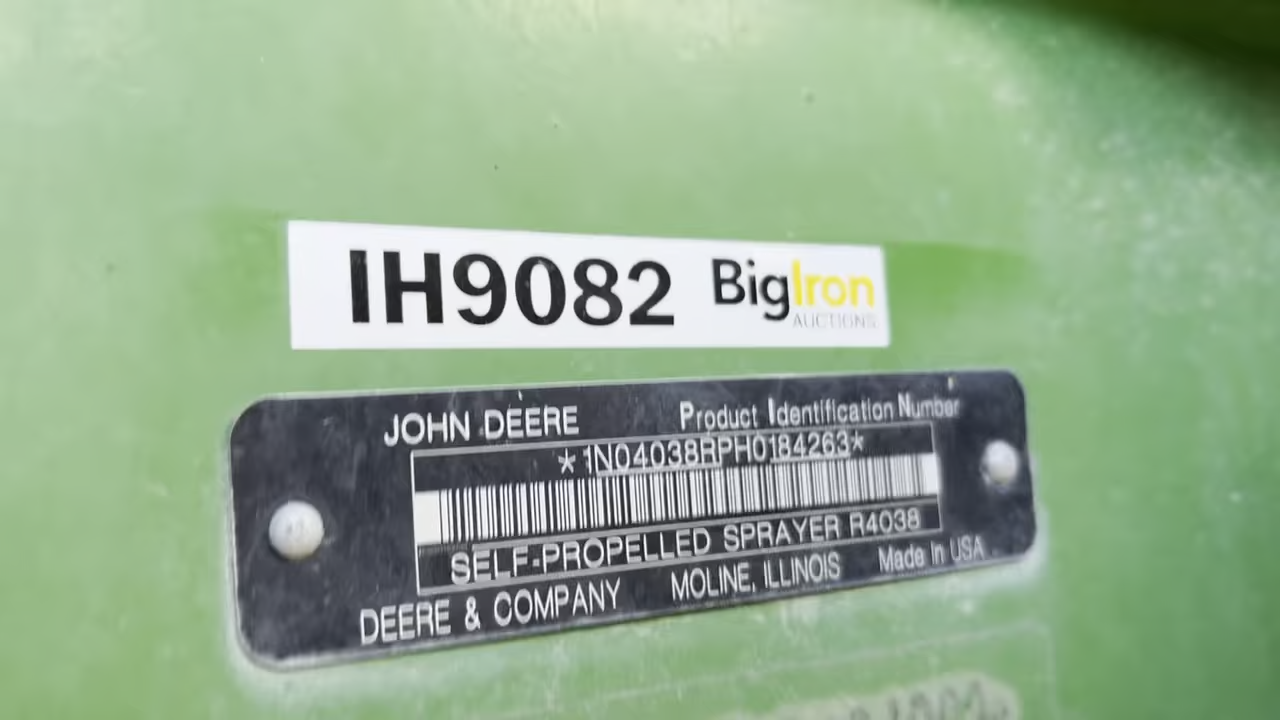 IH9082 BigIron
AUCTIONS
JOHN DEERE Product Identification Number
*1N04038RPH0184263*
SELF-PROPELLED SPRAYER R4038
DEERE & COMPANY MOLINE, ILLINOIS Made in USA